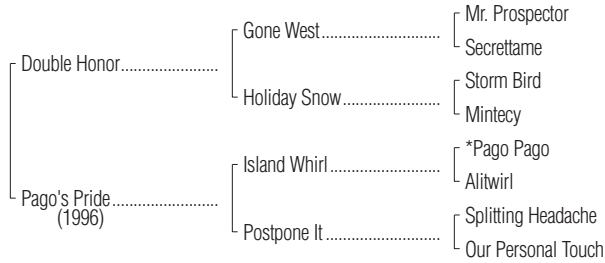 Mr. Prospector
Gone West
Secrettame
Double Honor
Storm Bird
Holiday Snow
Mintecy
*Pago Pago
Island Whirl
Alitwirl
Pago's Pride
(1996)
Splitting Headache
Postpone It
Our Personal Touch